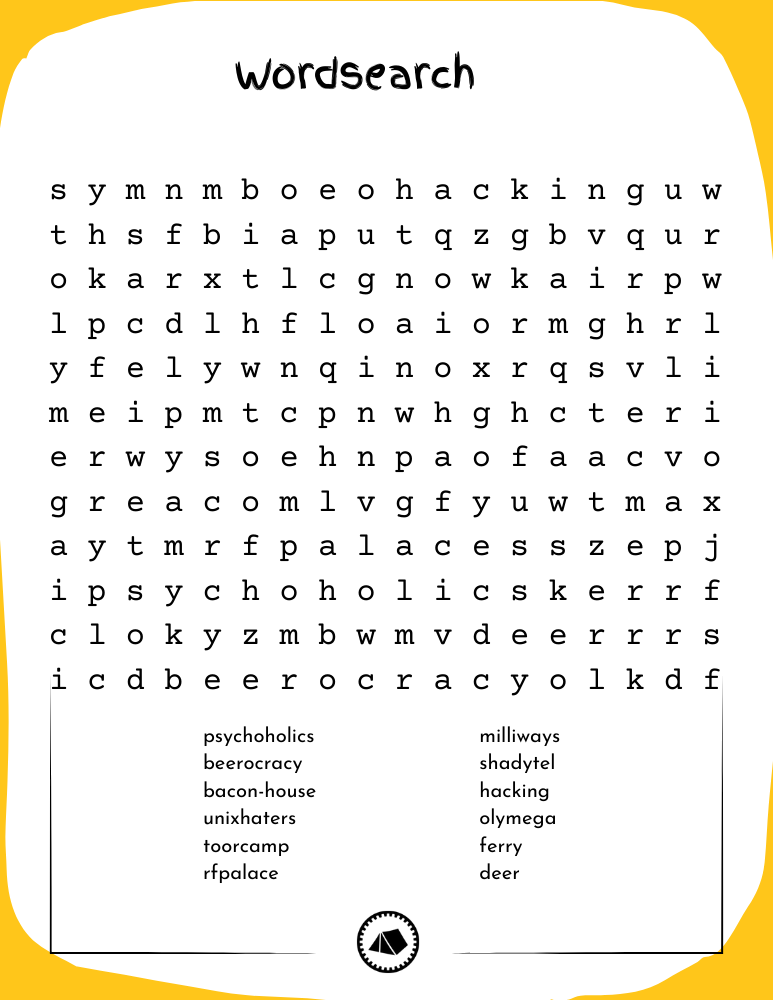 Wordsearch
s y m n m b o e o h a c k i n g u w
t h s f b i a p u t q z g b v q u r
o k a r x t l c g n o w k a i r p w
l p c d l h f l o a i o r m g h r l
y f e l y w n q i n o x r q s v l i
m e i p m t c p n w h g h c t e r i
e r w y s o e h n p a o f a a c v o
g r e a c o m l v g f y u w t m a x
a y t m r f p a l a c e s s z e p j
i p s y c h o h o l i c s k e r r f
c l o k y z m b w m v d e e r r r s
i c d b e e r o c r a c y o l k d f
psychoholics
beerocracy
bacon-house
unixhaters
toorcamp
rfpalace
milliways
shadytel
hacking
olymega
ferry
deer